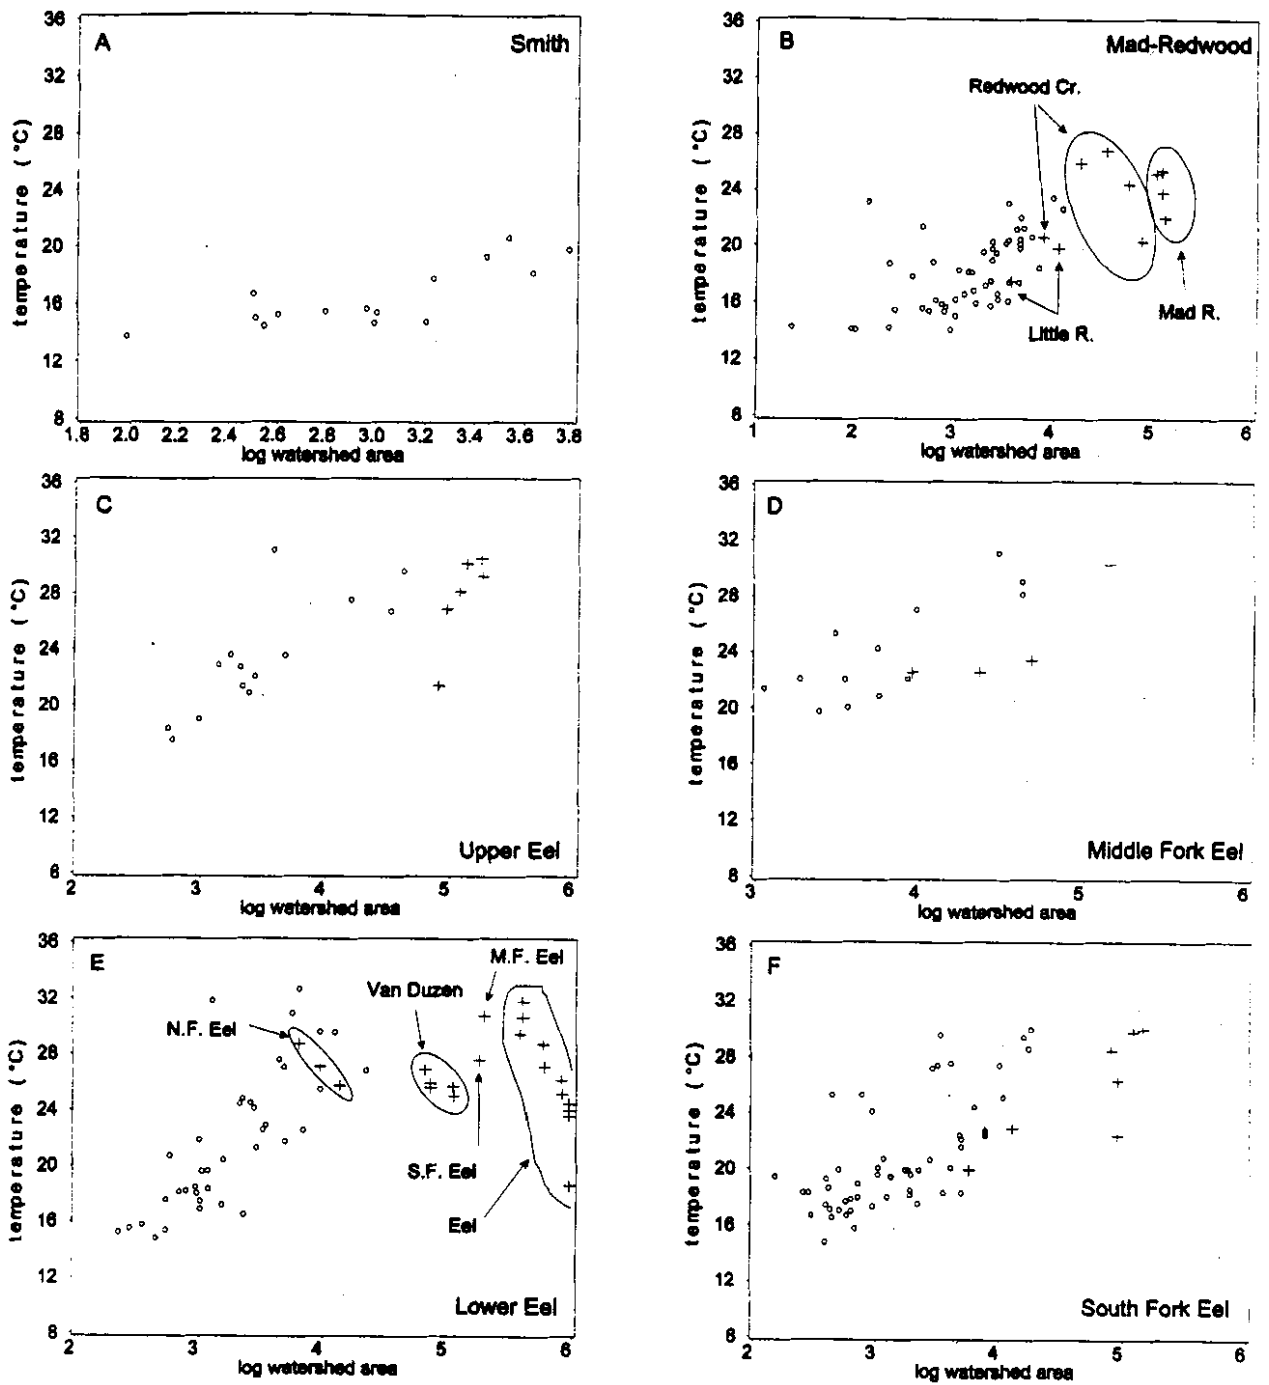 A
Smith
temperature (°C)
36
32
28
24
20
16
12
8
1.8 2.0 2.2 2.4 2.6 2.8 3.0 3.2 3.4 3.6 3.8
log watershed area
B
Mad-Redwood
Redwood Cr.
Mad R.
Little R.
temperature (°C)
36
32
28
24
20
16
12
8
1 2 3 4 5 6
log watershed area
C
Upper Eel
temperature (°C)
36
32
28
24
20
16
12
8
2 3 4 5 6
log watershed area
D
Middle Fork Eel
temperature (°C)
36
32
28
24
20
16
12
8
3 4 5 6
log watershed area
E
M.F. Eel
Van Duzen
N.F. Eel
S.F. Eel
Eel
Lower Eel
temperature (°C)
36
32
28
24
20
16
12
8
2 3 4 5 6
log watershed area
F
South Fork Eel
temperature (°C)
36
32
28
24
20
16
12
8
2 3 4 5 6
log watershed area